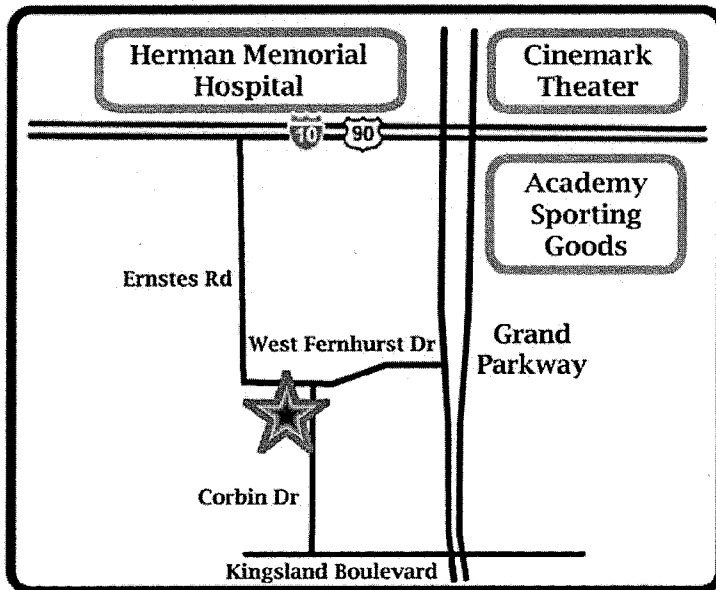 Herman Memorial
Hospital
Cinemark
Theater
10
90
Academy
Sporting
Goods
Ernstes Rd
West Fernhurst Dr
Grand
Parkway
Corbin Dr
Kingsland Boulevard